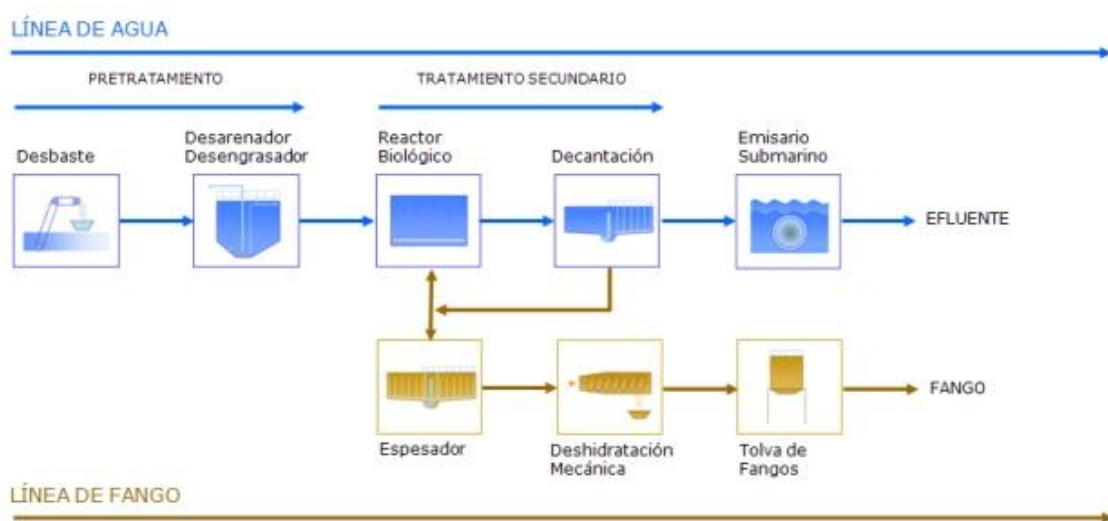 LÍNEA DE AGUA
PRETRATAMIENTO
TRATAMIENTO SECUNDARIO
Desbaste
Desarenador
Desengrasador
Reactor
Biológico
Decantación
Emisario
Submarino
EFLUENTE
Espesador
Deshidratación
Mecánica
Tolva de
Fangos
FANGO
LÍNEA DE FANGO